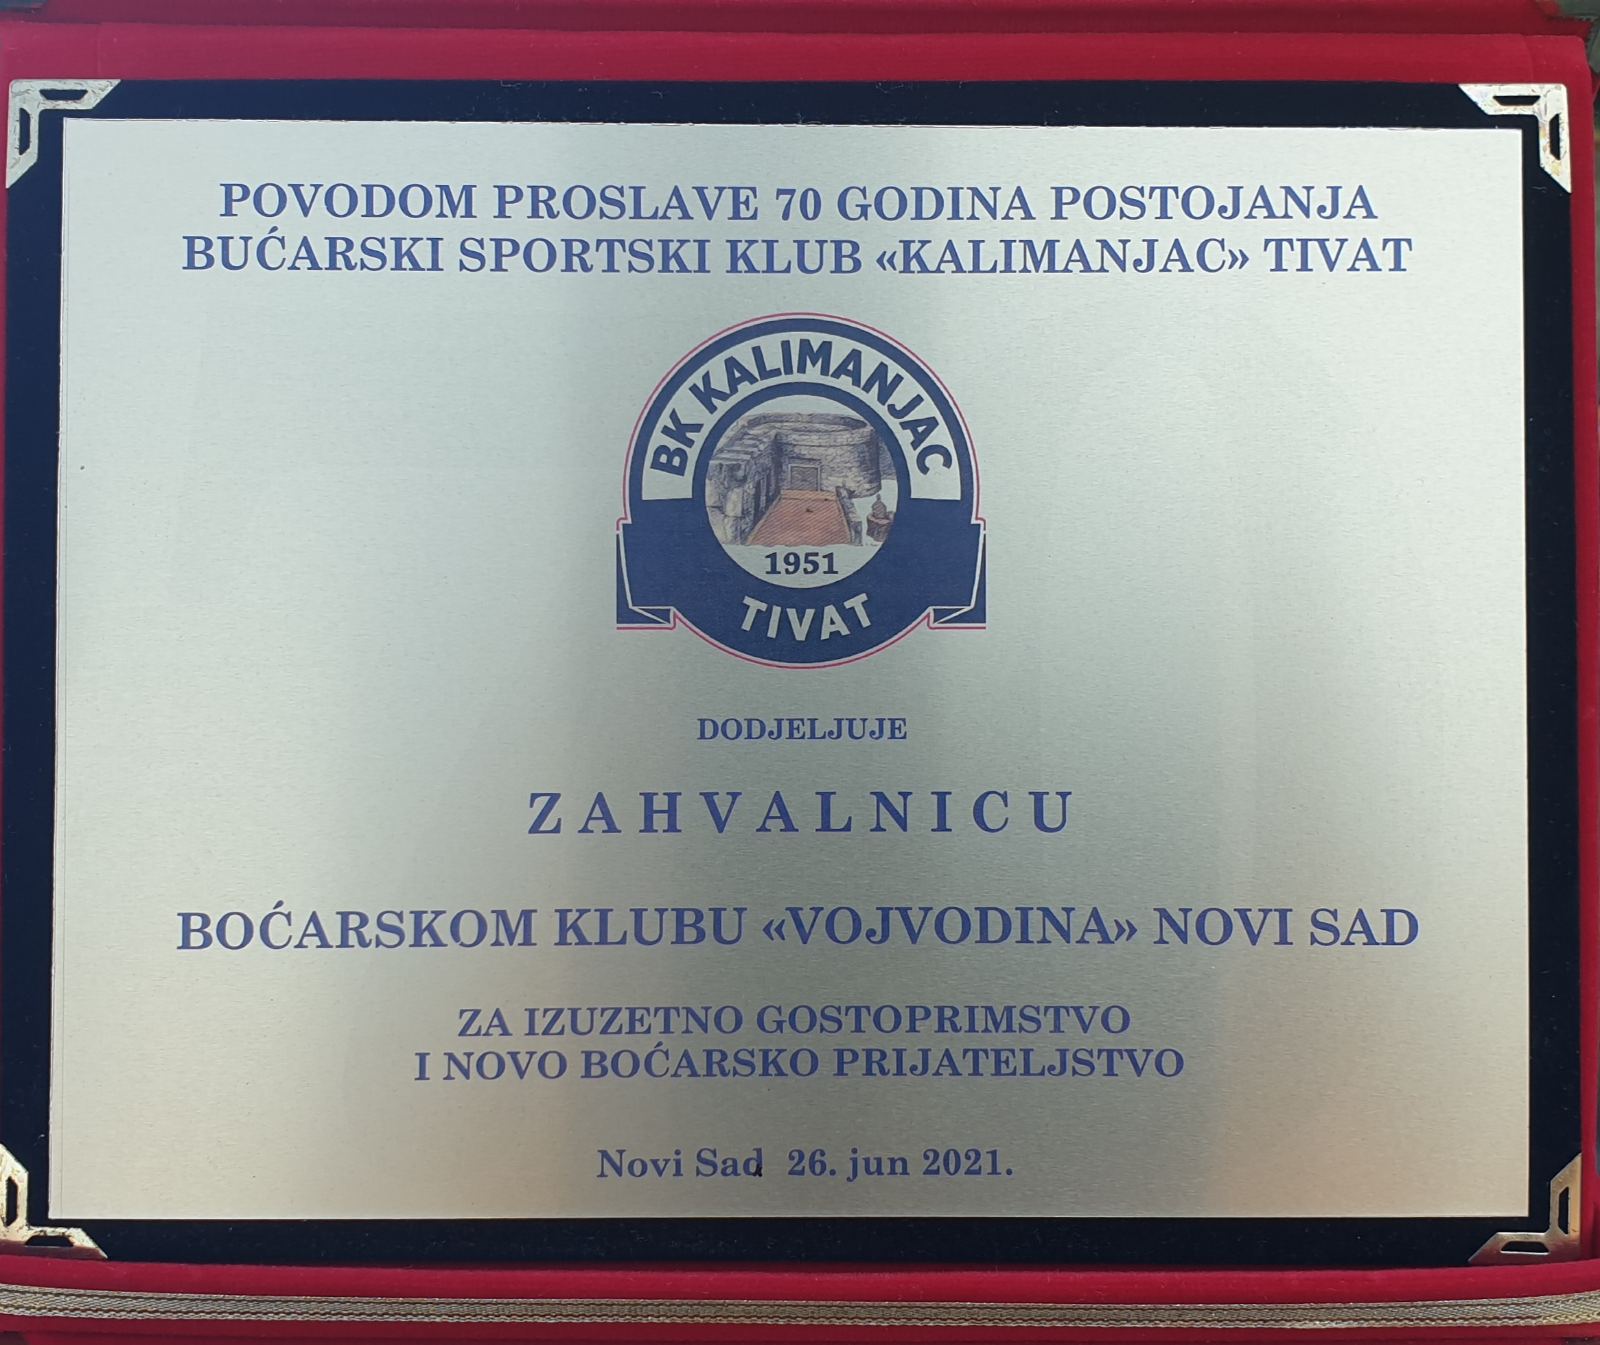 POVODOM PROSLAVE 70 GODINA POSTOJANJA
BUĆARSKI SPORTSKI KLUB «KALIMANJAC» TIVAT
BK KALIMANJAC
1951
TIVAT
DODJELJUJE
ZAHVALNICU
BOĆARSKOM KLUBU «VOJVODINA» NOVI SAD
ZA IZUZETNO GOSTOPRIMSTVO
I NOVO BOĆARSKO PRIJATELJSTVO
Novi Sad 26. jun 2021.